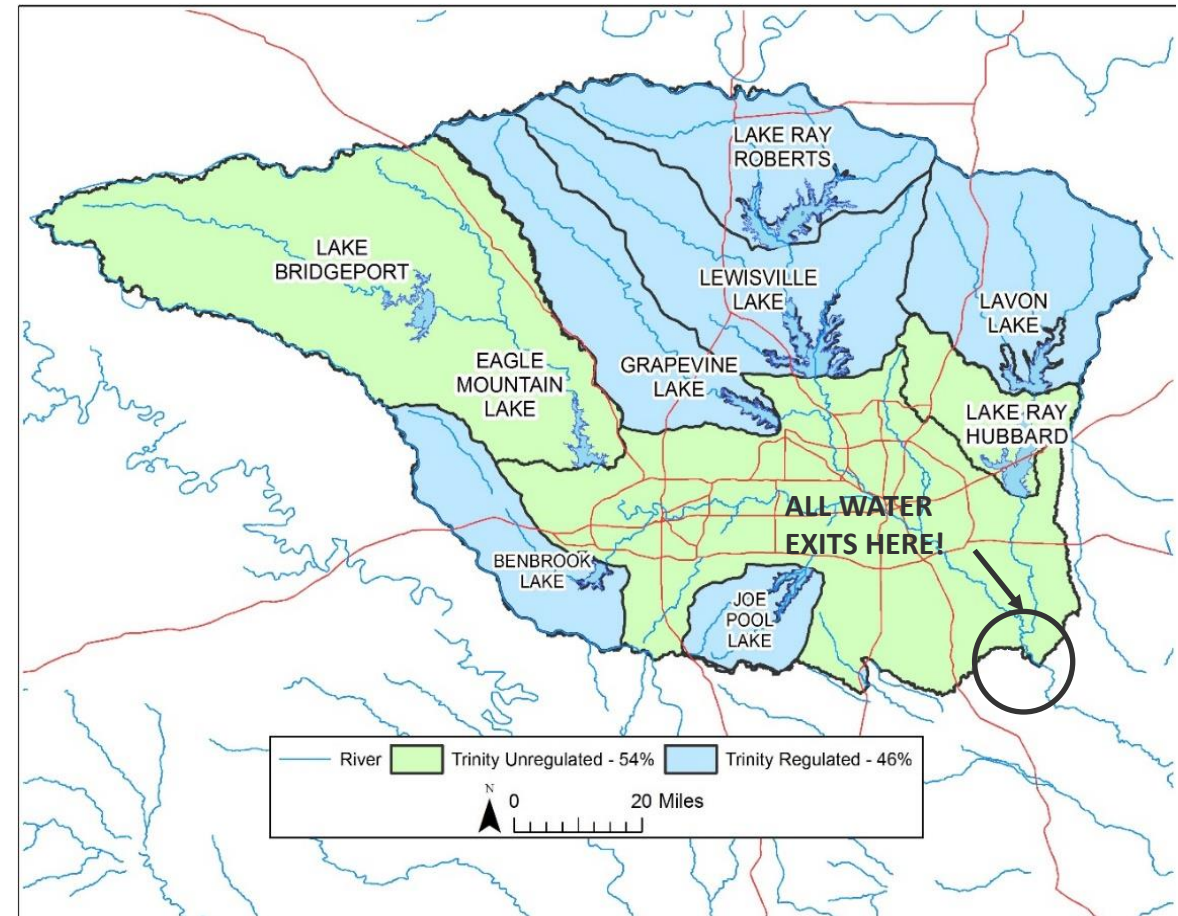 LAKE RAY
ROBERTS
LAKE
BRIDGEPORT
LEWISVILLE
LAKE
LAVON
LAKE
EAGLE
MOUNTAIN
LAKE
GRAPEVINE
LAKE
LAKE RAY
HUBBARD
ALL WATER
EXITS HERE!
BENBROOK
LAKE
JOE
POOL
LAKE
River Trinity Unregulated - 54% Trinity Regulated - 46%
N
0 20 Miles